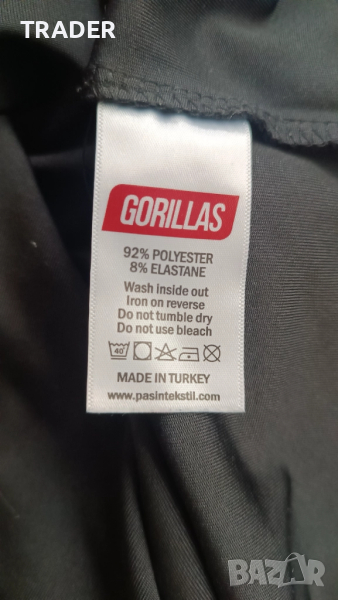 TRADER
GORILLAS
92% POLYESTER
8% ELASTANE
Wash inside out
Iron on reverse
Do not tumble dry
Do not use bleach
40°
MADE IN TURKEY
www.pasintekstil.com
BAZAR